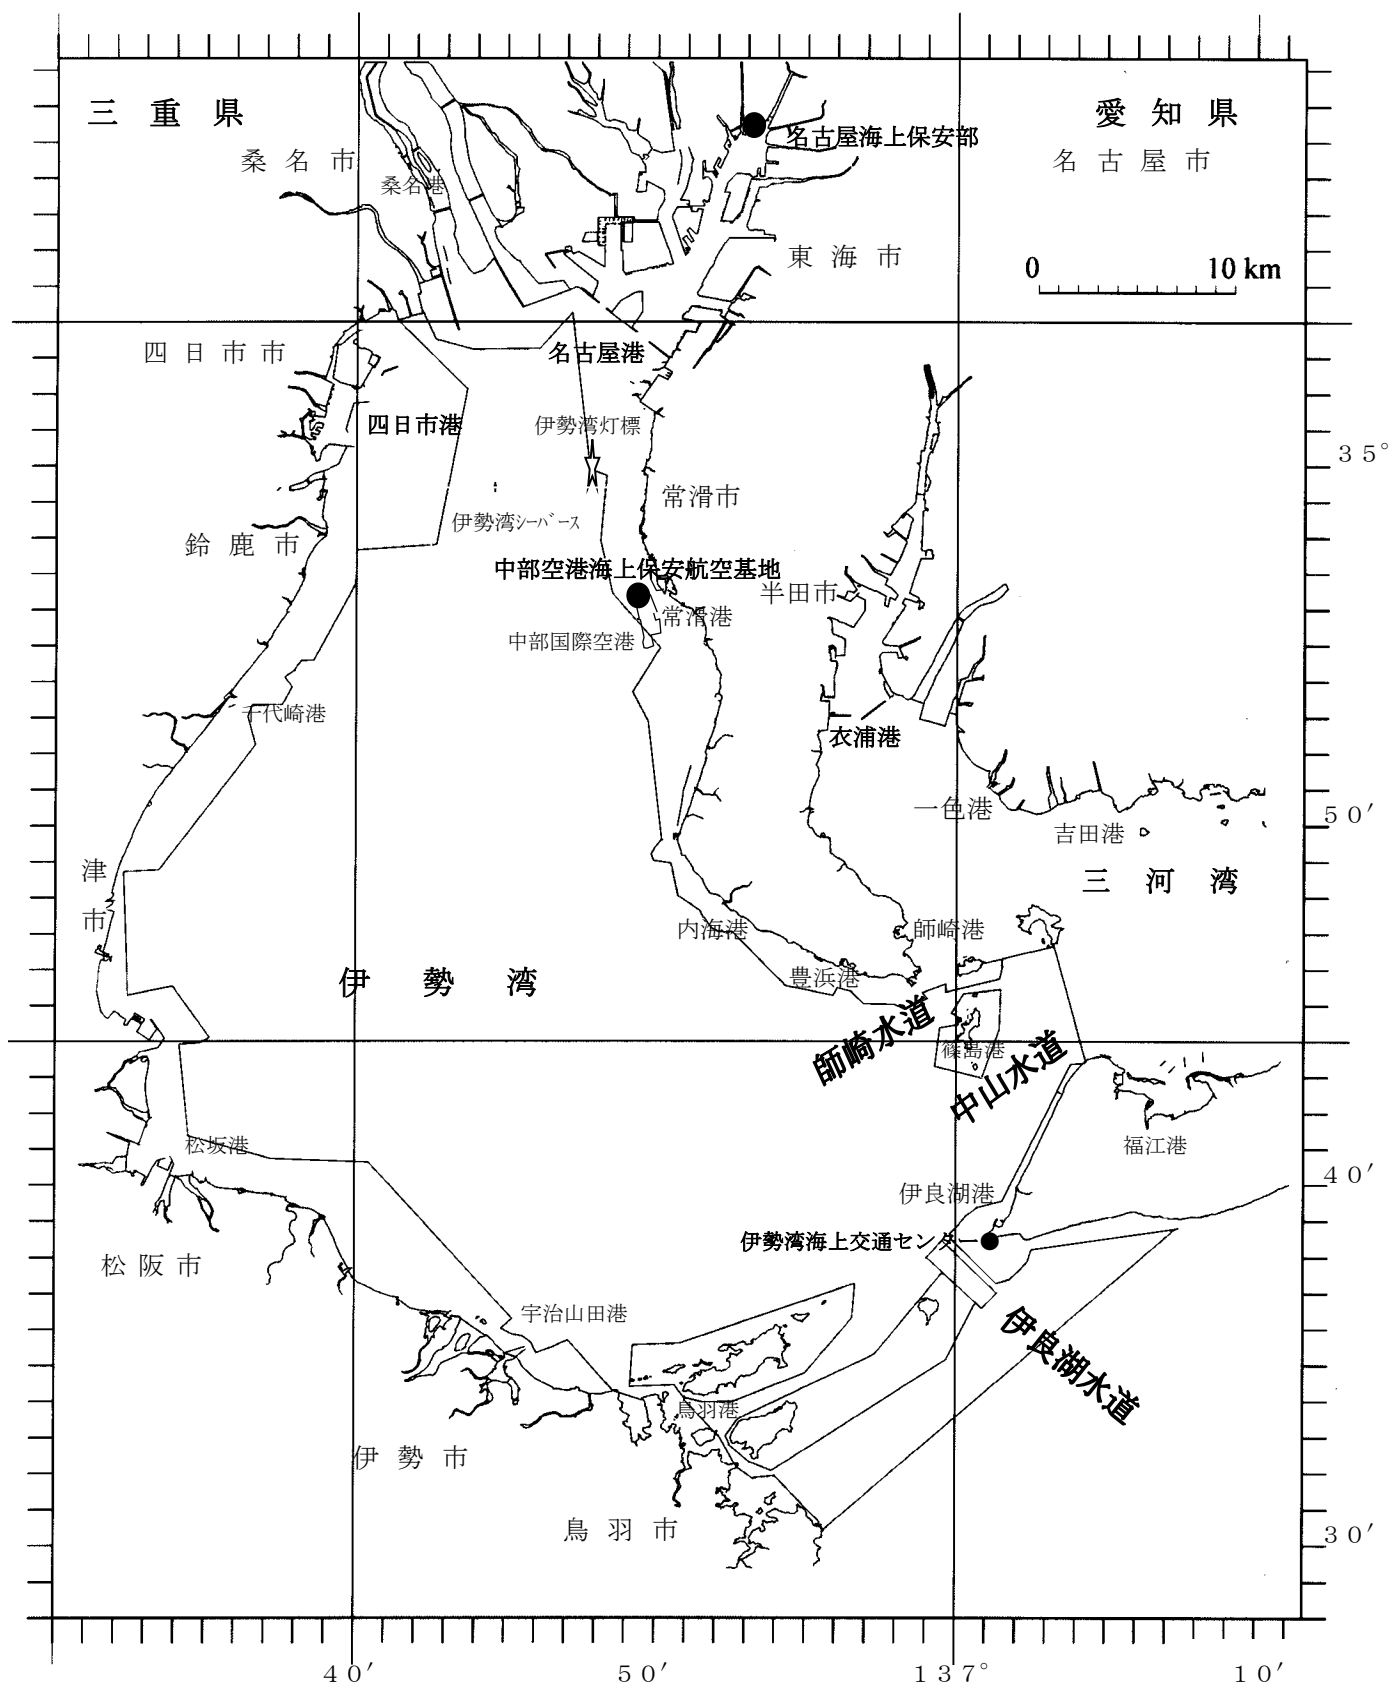 三重県
愛知県
名古屋海上保安部
桑名市
名古屋市
桑名港
東海市
0
10 km
四日市市
名古屋港
四日市港
伊勢湾灯標
35°
常滑市
伊勢湾シーバース
鈴鹿市
中部空港海上保安航空基地
半田市
常滑港
中部国際空港
千代崎港
衣浦港
一色港
50′
吉田港
津市
三河湾
内海港
師崎港
伊勢湾
豊浜港
師崎水道
篠島港
中山水道
松坂港
福江港
40′
伊良湖港
伊勢湾海上交通センター
松阪市
宇治山田港
伊良湖水道
鳥羽港
伊勢市
鳥羽市
30′
40′
50′
137°
10′